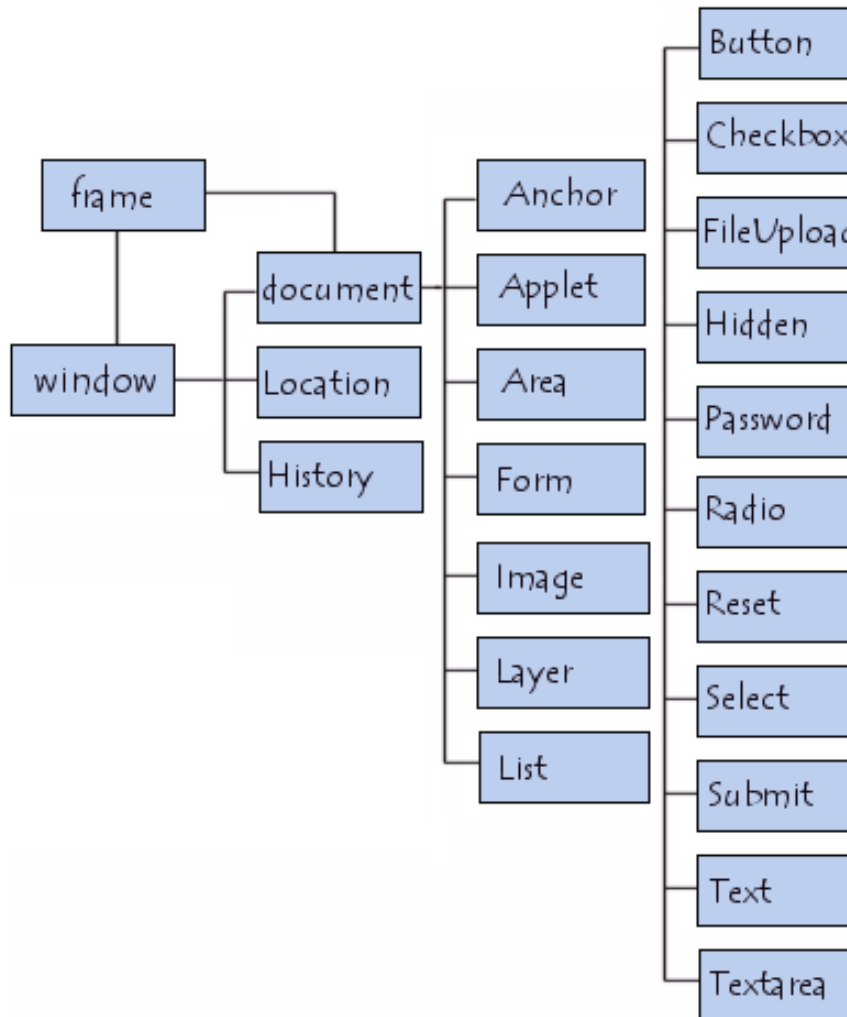 frame
window
document
Location
History
Anchor
Applet
Area
Form
Image
Layer
List
Button
Checkbox
FileUpload
Hidden
Password
Radio
Reset
Select
Submit
Text
Textarea